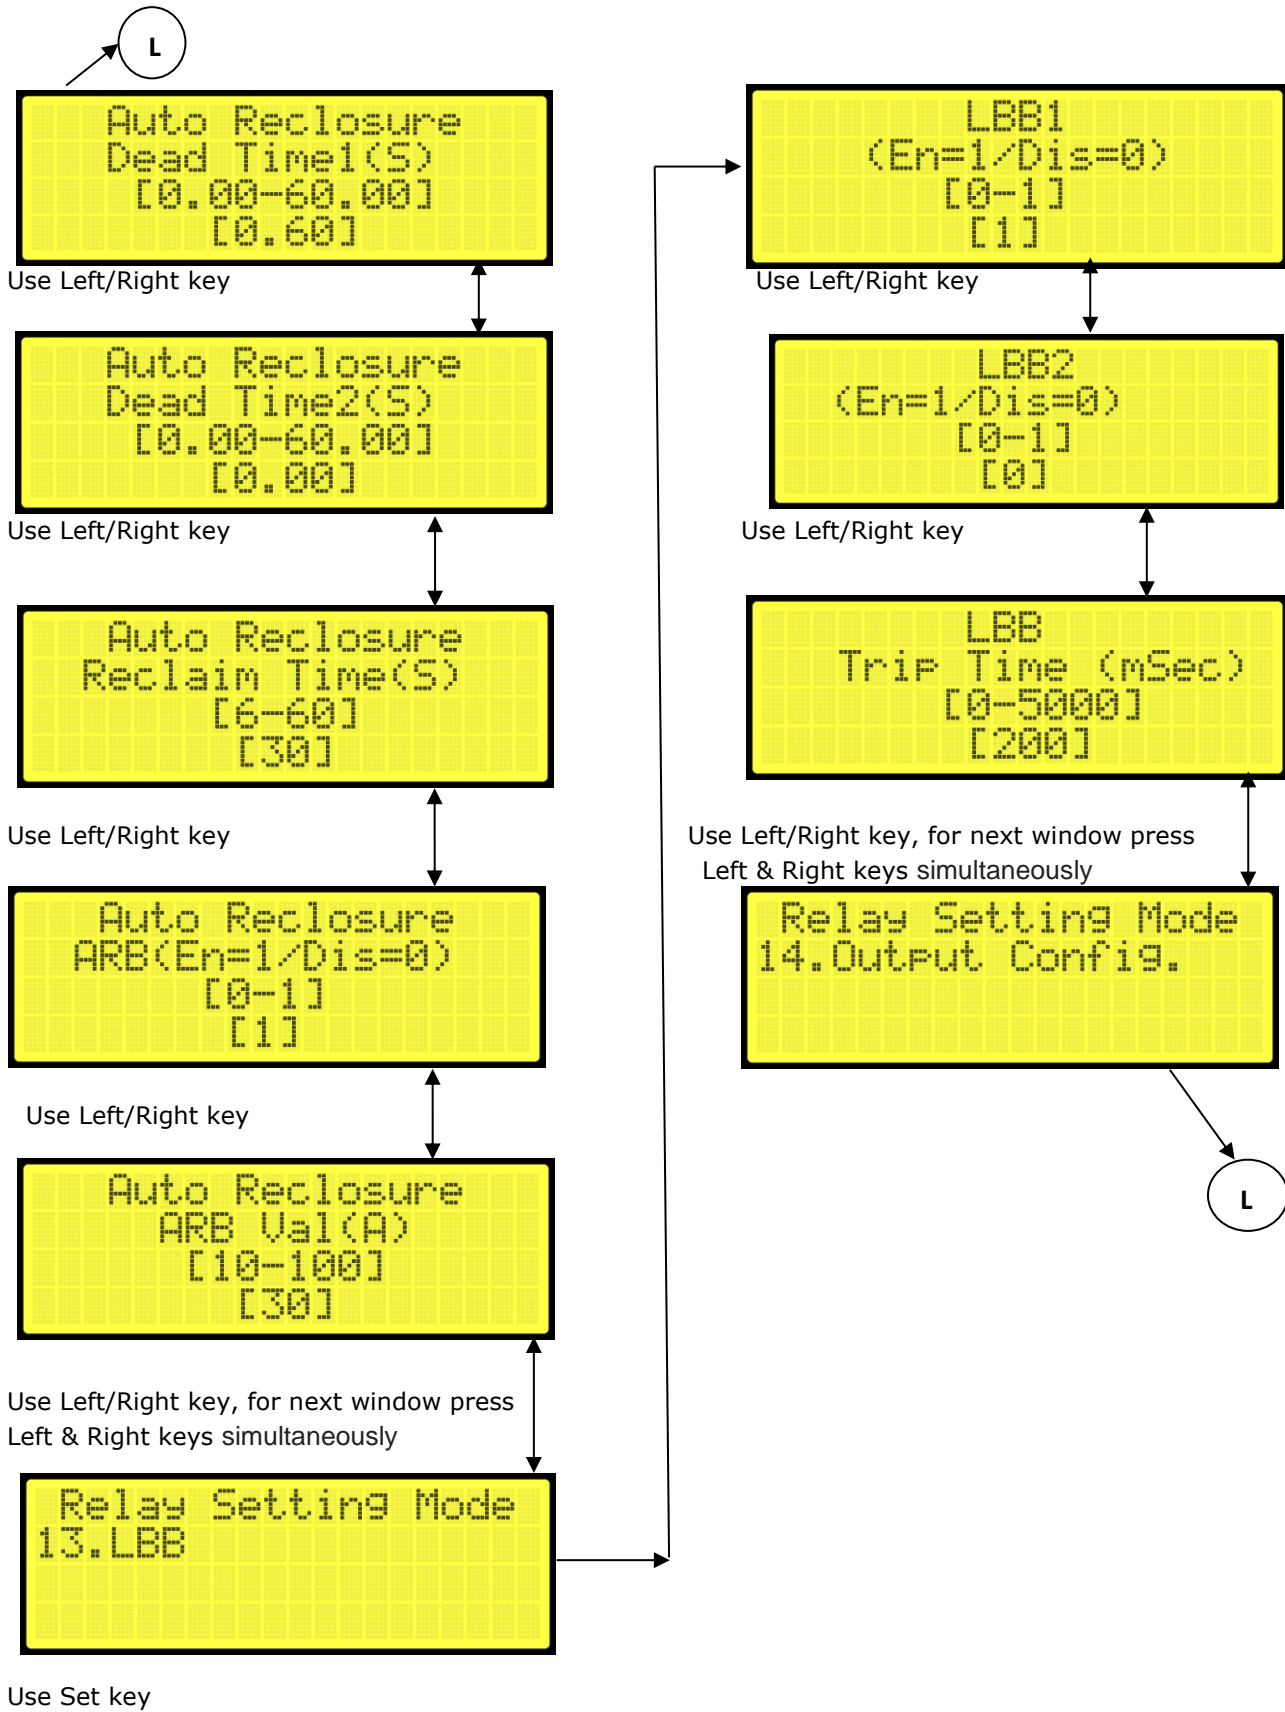 L
Auto Reclosure
Dead Time1(S)
[0.00-60.00]
[0.60]
Use Left/Right key
Auto Reclosure
Dead Time2(S)
[0.00-60.00]
[0.00]
Use Left/Right key
Auto Reclosure
Reclaim Time(S)
[6-60]
[30]
Use Left/Right key
Auto Reclosure
ARB(En=1/Dis=0)
[0-1]
[1]
Use Left/Right key
Auto Reclosure
ARB Val(A)
[10-100]
[30]
Use Left/Right key, for next window press
Left & Right keys simultaneously
Relay Setting Mode
13.LBB
Use Set key
LBB1
(En=1/Dis=0)
[0-1]
[1]
Use Left/Right key
LBB2
(En=1/Dis=0)
[0-1]
[0]
Use Left/Right key
LBB
Trip Time (mSec)
[0-5000]
[200]
Use Left/Right key, for next window press
Left & Right keys simultaneously
Relay Setting Mode
14.Output Config.
L